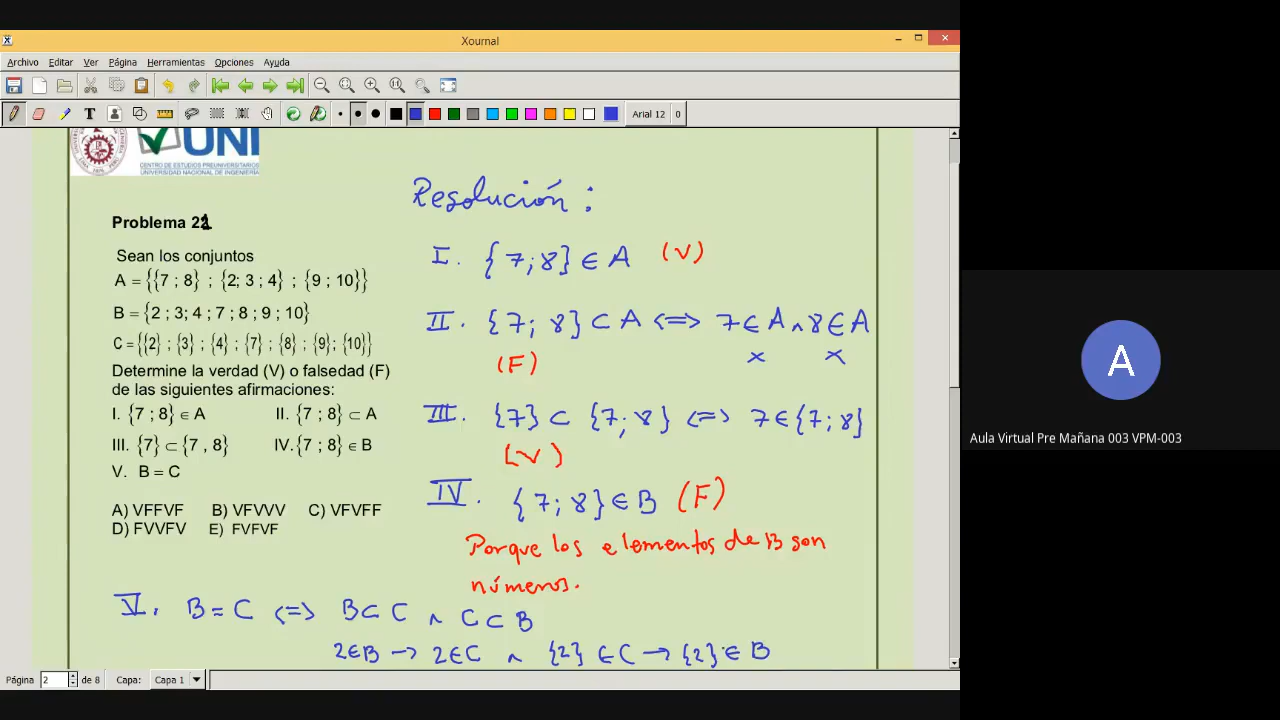 Xournal
Archivo Editar Ver Página Herramientas Opciones Ayuda
Arial 12 0
UNI
CENTRO DE ESTUDIOS PREUNIVERSITARIOS
UNIVERSIDAD NACIONAL DE INGENIERÍA
Problema 21
Sean los conjuntos
A = {{7 ; 8} ; {2; 3 ; 4} ; {9 ; 10}}
B = {2 ; 3; 4 ; 7 ; 8 ; 9 ; 10}
C = {{2} ; {3} ; {4} ; {7} ; {8} ; {9} ; {10}}
Determine la verdad (V) o falsedad (F)
de las siguientes afirmaciones:
I. {7 ; 8} ∈ A II. {7 ; 8} ⊂ A
III. {7} ⊂ {7 , 8} IV. {7 ; 8} ∈ B
V. B = C
A) VFFVF B) VFVVV C) VFVFF
D) FVVFV E) FVFVF
Resolución :
I. {7; 8} ∈ A (V)
II. {7; 8} ⊂ A ⟺ 7 ∈ A ∧ 8 ∈ A
(F) × ×
III. {7} ⊂ {7; 8} ⟺ 7 ∈ {7; 8}
(V)
IV. {7; 8} ∈ B (F)
Porque los elementos de B son
números.
V. B = C ⟺ B ⊂ C ∧ C ⊂ B
2∈B → 2∈C ∧ {2} ∈ C → {2} ∈ B
Página 2 de 8 Capa: Capa 1
A
Aula Virtual Pre Mañana 003 VPM-003